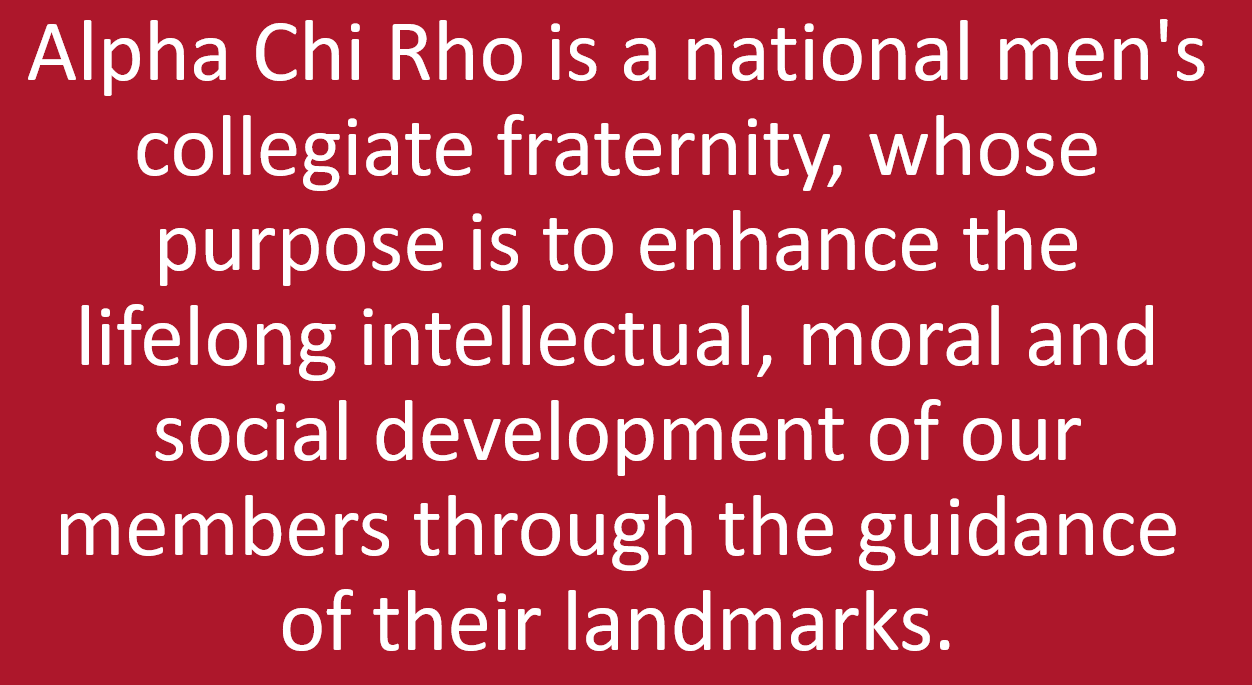 Alpha Chi Rho is a national men's
collegiate fraternity, whose
purpose is to enhance the
lifelong intellectual, moral and
social development of our
members through the guidance
of their landmarks.